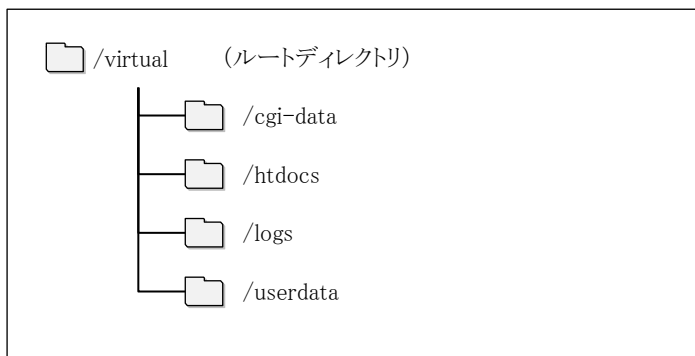 /virtual （ルートディレクトリ）
/cgi-data
/htdocs
/logs
/userdata